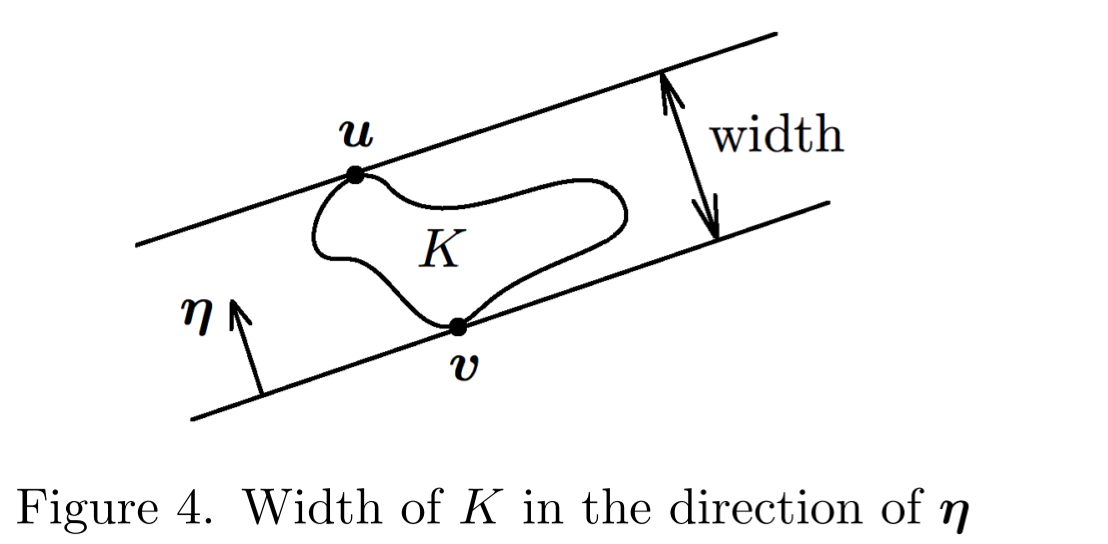 u
width
K
η
v
Figure 4. Width of K in the direction of η